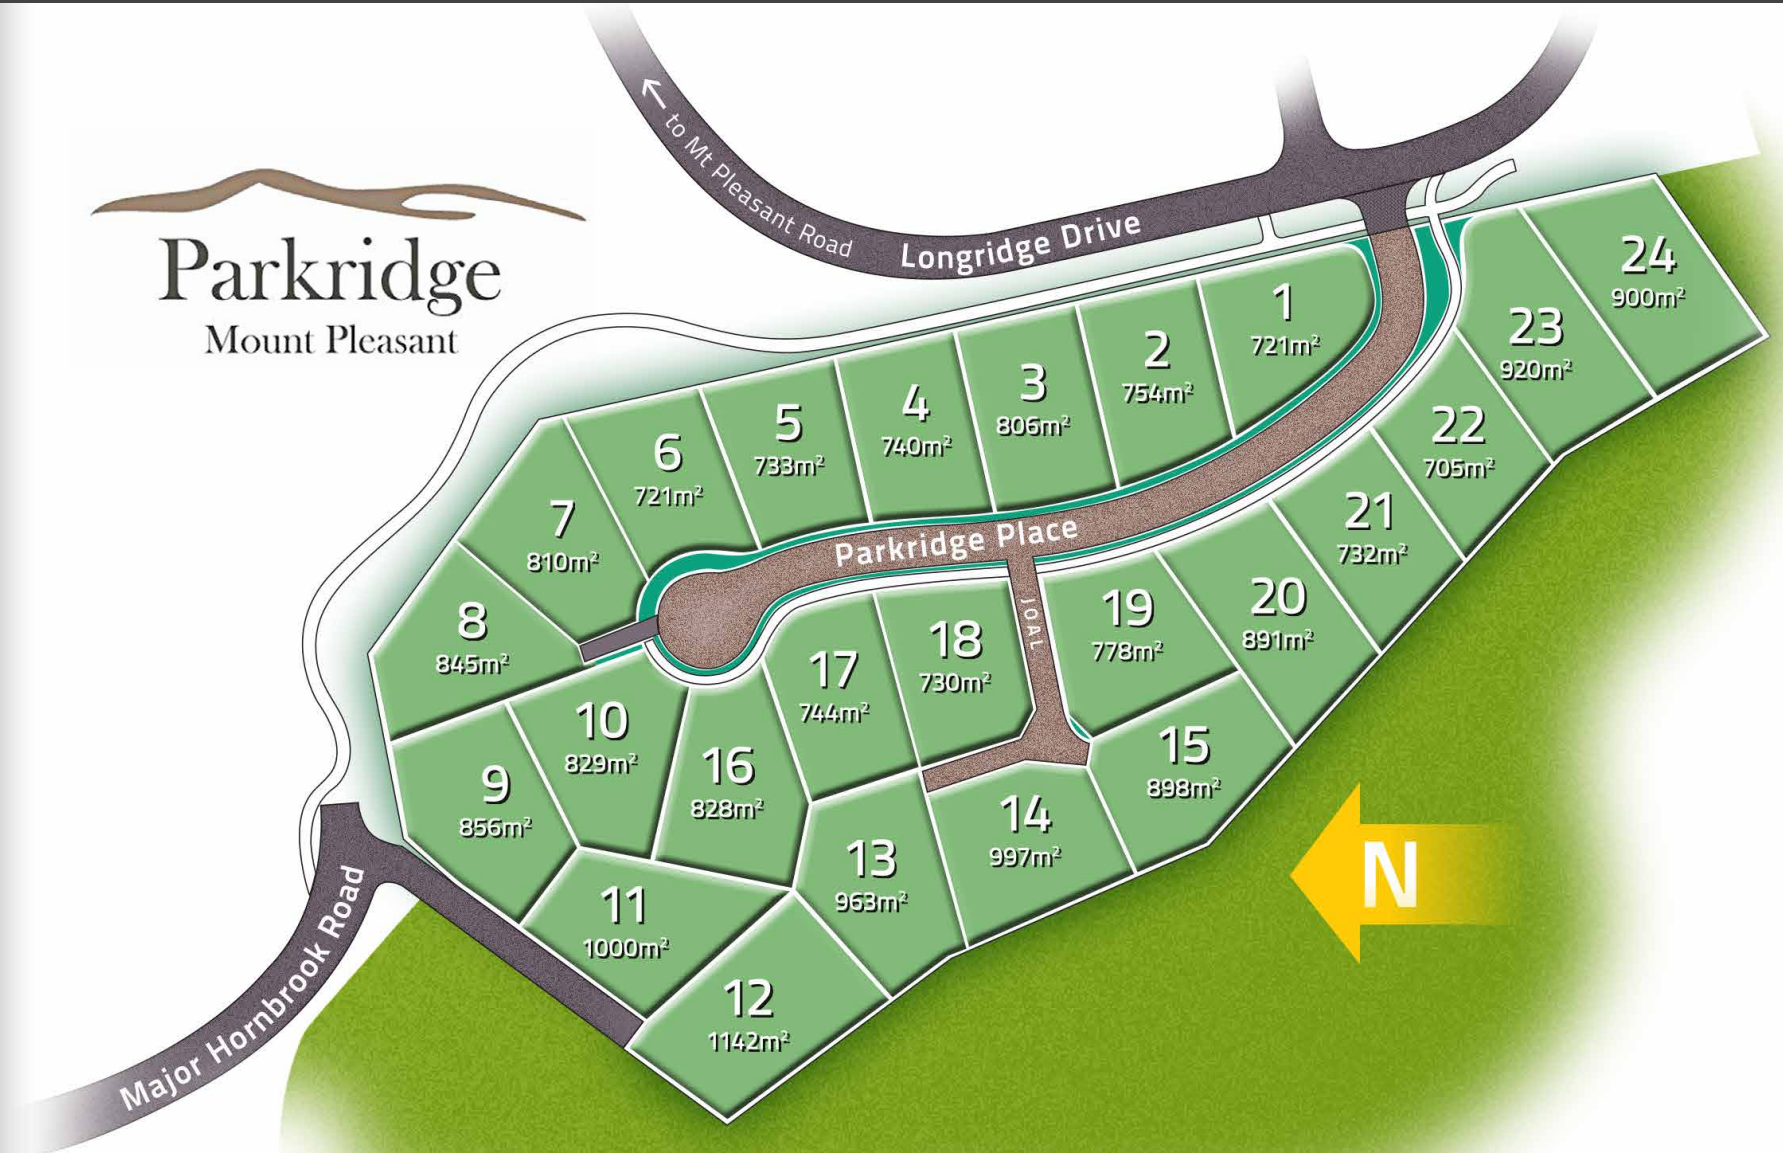 Parkridge
Mount Pleasant
← to Mt Pleasant Road
Longridge Drive
Parkridge Place
JOAL
Major Hornbrook Road
N
1
721m²
2
754m²
3
806m²
4
740m²
5
733m²
6
721m²
7
810m²
8
845m²
9
856m²
10
829m²
11
1000m²
12
1142m²
13
963m²
14
997m²
15
898m²
16
828m²
17
744m²
18
730m²
19
778m²
20
891m²
21
732m²
22
705m²
23
920m²
24
900m²